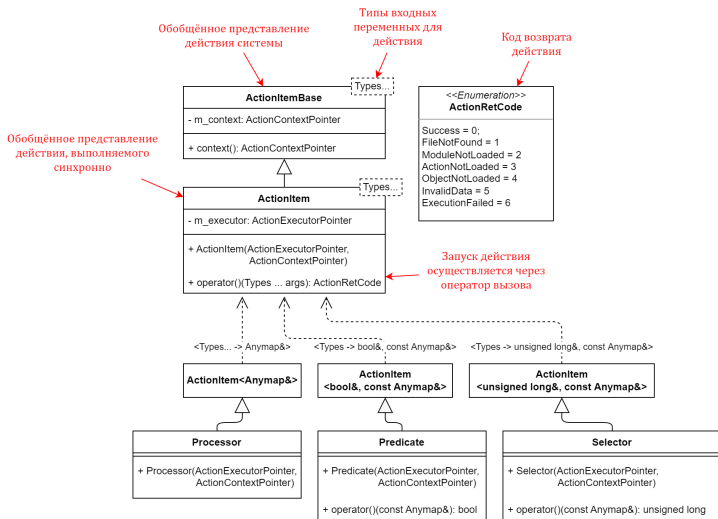 Обобщённое представление
действия системы
Типы входных
переменных для
действия
Код возврата
действия
Types...
ActionItemBase
- m_context: ActionContextPointer
+ context(): ActionContextPointer
<<Enumeration>>
ActionRetCode
Success = 0;
FileNotFound = 1
ModuleNotLoaded = 2
ActionNotLoaded = 3
ObjectNotLoaded = 4
InvalidData = 5
ExecutionFailed = 6
Обобщённое представление
действия, выполняемого
синхронно
Types...
ActionItem
- m_executor: ActionExecutorPointer
+ ActionItem(ActionExecutorPointer,
ActionContextPointer)
+ operator()(Types ... args): ActionRetCode
Запуск действия
осуществляется через
оператор вызова
<Types... -> Anymap&>
<Types -> bool&, const Anymap&>
<Types -> unsigned long&, const Anymap&>
ActionItem<Anymap&>
ActionItem
<bool&, const Anymap&>
ActionItem
<unsigned long&, const Anymap&>
Processor
+ Processor(ActionExecutorPointer,
ActionContextPointer)
Predicate
+ Predicate(ActionExecutorPointer,
ActionContextPointer)
+ operator()(const Anymap&): bool
Selector
+ Selector(ActionExecutorPointer,
ActionContextPointer)
+ operator()(const Anymap&): unsigned long